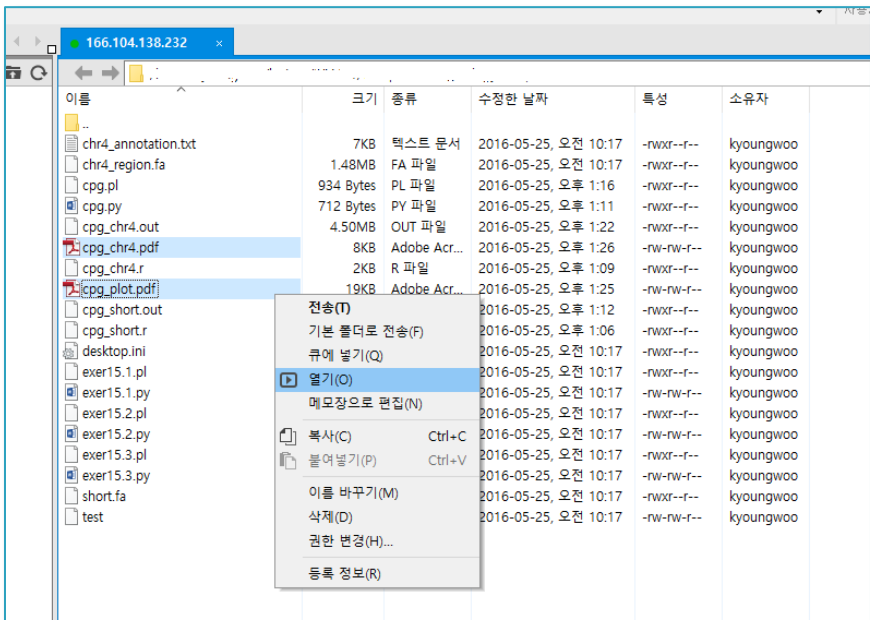 166.104.138.232 ×
이름 크기 종류 수정한 날짜 특성 소유자
..
chr4_annotation.txt 7KB 텍스트 문서 2016-05-25, 오전 10:17 -rwxr--r-- kyoungwoo
chr4_region.fa 1.48MB FA 파일 2016-05-25, 오전 10:17 -rwxr--r-- kyoungwoo
cpg.pl 934 Bytes PL 파일 2016-05-25, 오후 1:16 -rwxr--r-- kyoungwoo
cpg.py 712 Bytes PY 파일 2016-05-25, 오후 1:11 -rwxr--r-- kyoungwoo
cpg_chr4.out 4.50MB OUT 파일 2016-05-25, 오후 1:22 -rwxr--r-- kyoungwoo
cpg_chr4.pdf 8KB Adobe Acr... 2016-05-25, 오후 1:26 -rw-rw-r-- kyoungwoo
cpg_chr4.r 2KB R 파일 2016-05-25, 오후 1:09 -rwxr--r-- kyoungwoo
cpg_plot.pdf 19KB Adobe Acr... 2016-05-25, 오후 1:25 -rw-rw-r-- kyoungwoo
cpg_short.out 전송(T) 2016-05-25, 오후 1:12 -rwxr--r-- kyoungwoo
cpg_short.r 기본 폴더로 전송(F) 2016-05-25, 오후 1:06 -rwxr--r-- kyoungwoo
desktop.ini 큐에 넣기(Q) 2016-05-25, 오전 10:17 -rwxr--r-- kyoungwoo
exer15.1.pl 열기(O) 2016-05-25, 오전 10:17 -rwxr--r-- kyoungwoo
exer15.1.py 메모장으로 편집(N) 2016-05-25, 오전 10:17 -rw-rw-r-- kyoungwoo
exer15.2.pl 2016-05-25, 오전 10:17 -rwxr--r-- kyoungwoo
exer15.2.py 복사(C) Ctrl+C 2016-05-25, 오전 10:17 -rw-rw-r-- kyoungwoo
exer15.3.pl 붙여넣기(P) Ctrl+V 2016-05-25, 오전 10:17 -rwxr--r-- kyoungwoo
exer15.3.py 2016-05-25, 오전 10:17 -rw-rw-r-- kyoungwoo
short.fa 이름 바꾸기(M) 2016-05-25, 오전 10:17 -rwxr--r-- kyoungwoo
test 삭제(D) 2016-05-25, 오전 10:17 -rw-rw-r-- kyoungwoo
권한 변경(H)...
등록 정보(R)